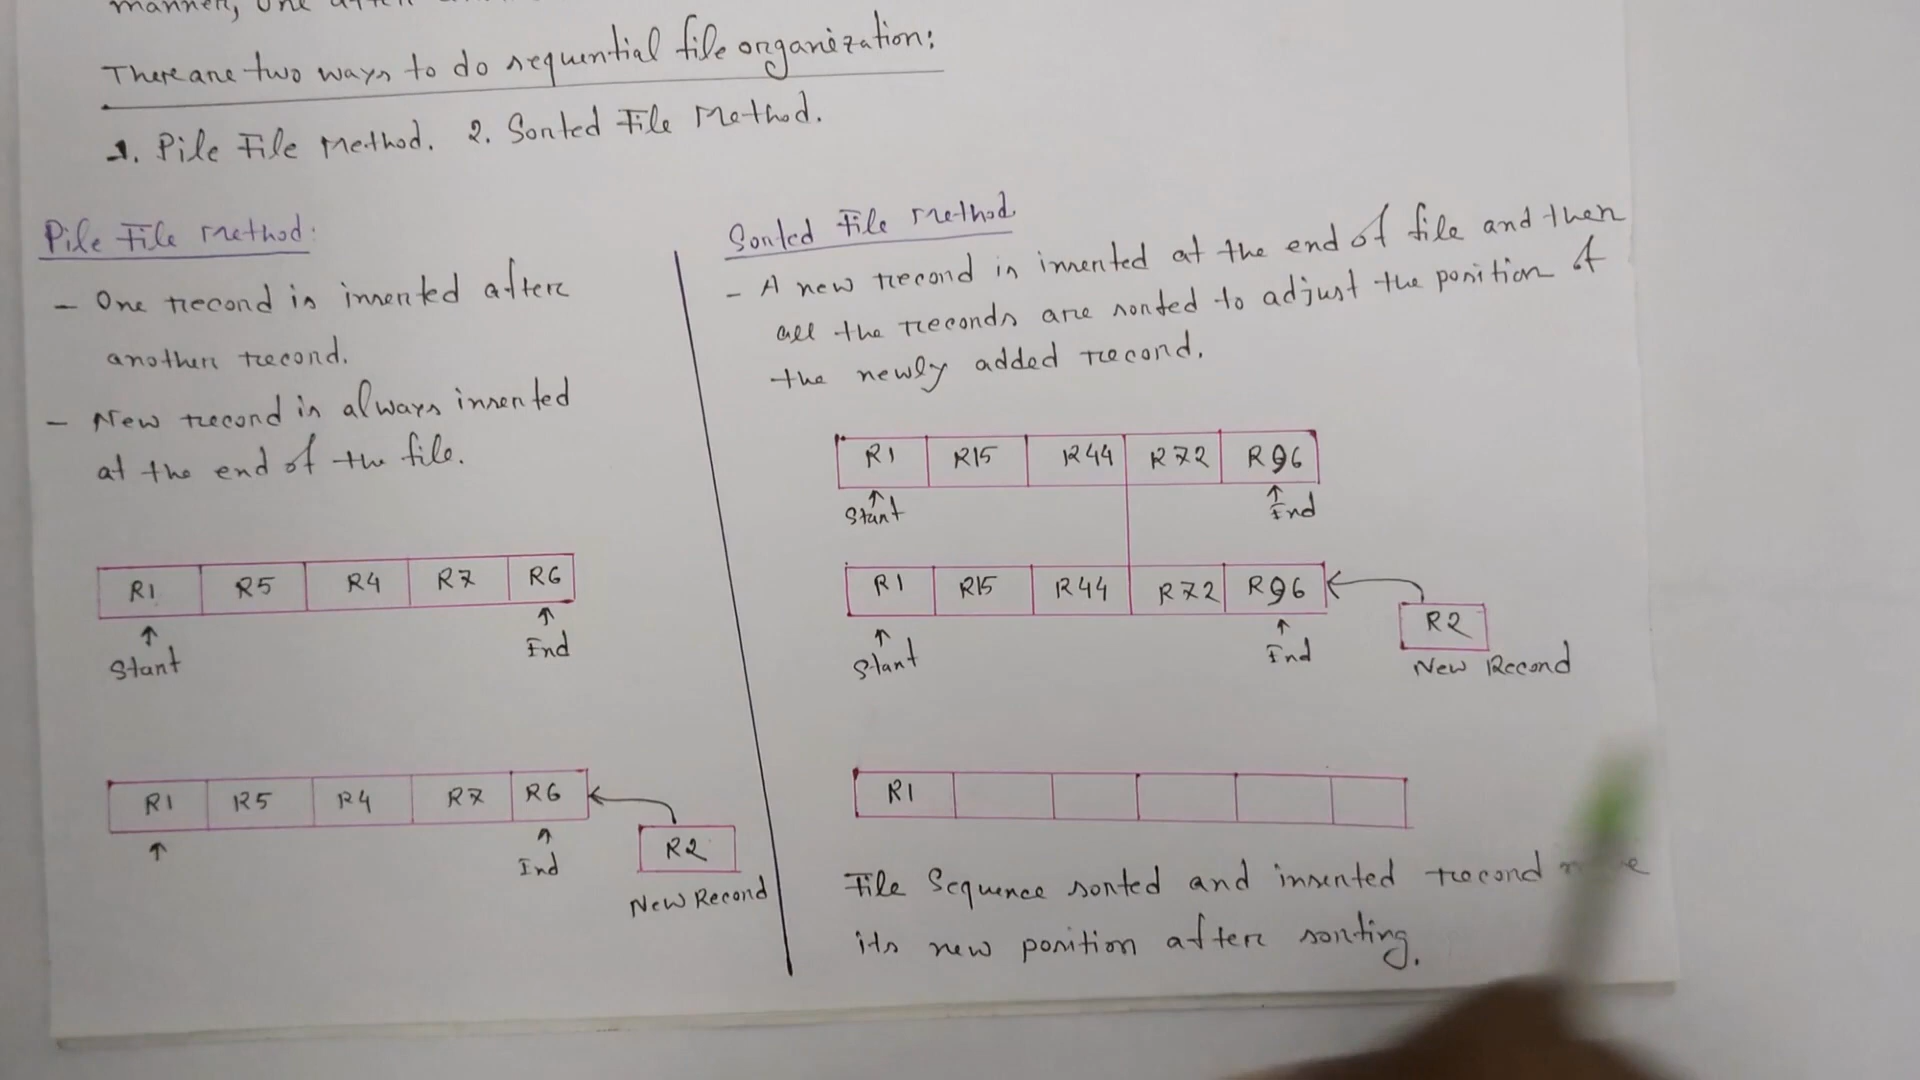 manner, one after
There are two ways to do sequential file organization:
1. Pile File Method. 2. Sorted File Method.
Pile File Method:
- One record is inserted after
another record.
- New record is always inserted
at the end of the file.
R1 R5 R4 R7 R6
Start End
R1 R5 R4 R7 R6
End
R2
New Record
Sorted File Method
- A new record is inserted at the end of file and then
all the records are sorted to adjust the position of
the newly added record.
R1 R15 R44 R72 R96
Start End
R1 R15 R44 R72 R96
Start End
R2
New Record
R1
File Sequence sorted and inserted record
its new position after sorting.